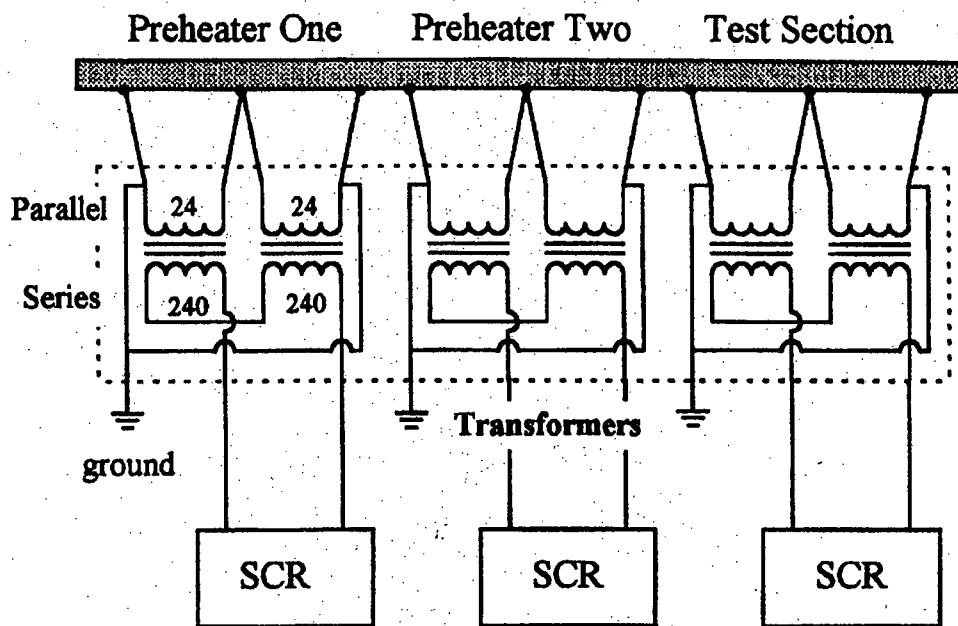 Preheater One Preheater Two Test Section
Parallel 24 24
Series 240 240
Transformers
ground
SCR SCR SCR